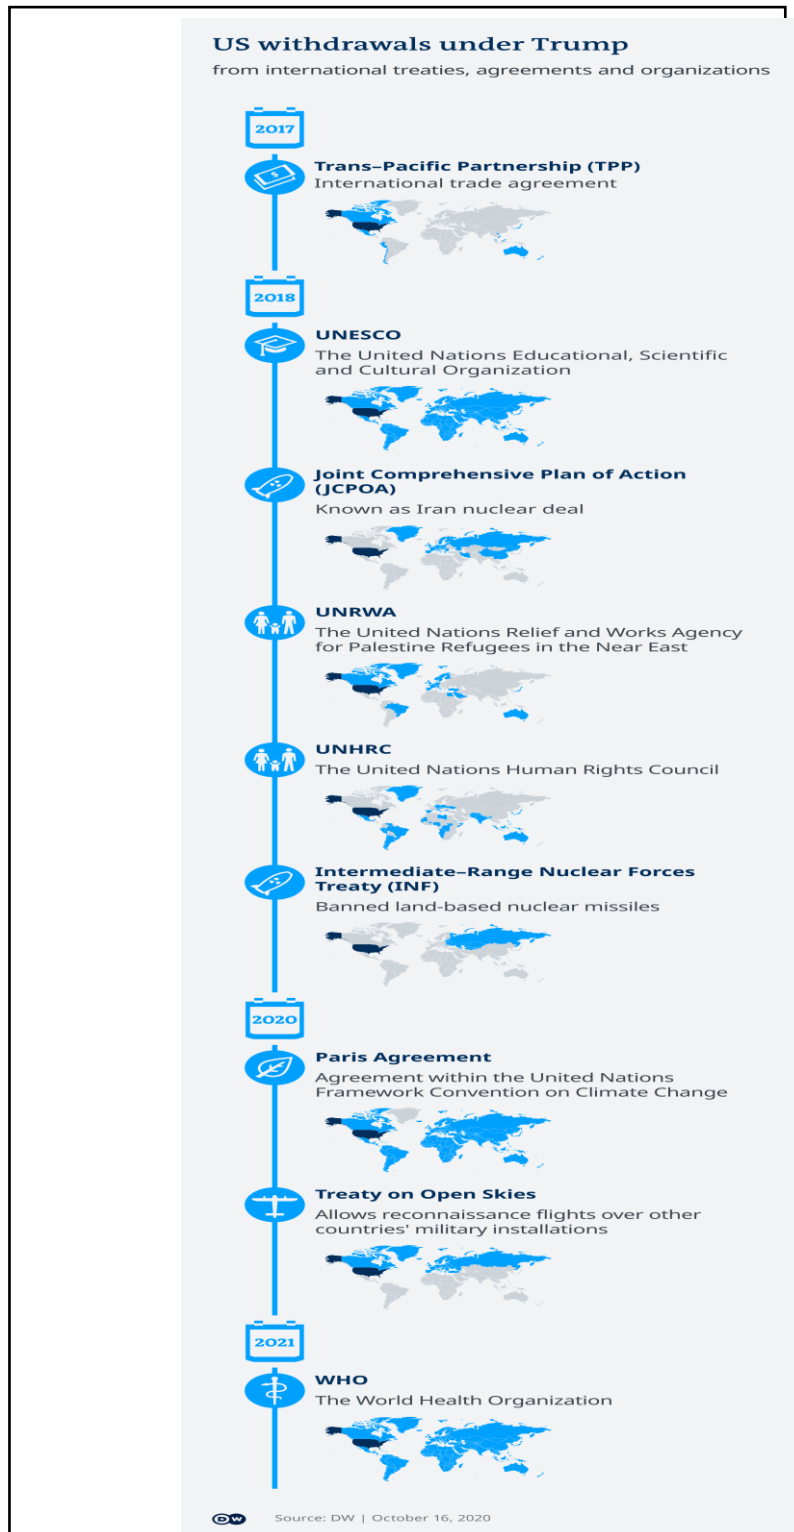 US withdrawals under Trump
from international treaties, agreements and organizations
2017
Trans–Pacific Partnership (TPP)
International trade agreement
2018
UNESCO
The United Nations Educational, Scientific
and Cultural Organization
Joint Comprehensive Plan of Action
(JCPOA)
Known as Iran nuclear deal
UNRWA
The United Nations Relief and Works Agency
for Palestine Refugees in the Near East
UNHRC
The United Nations Human Rights Council
Intermediate–Range Nuclear Forces
Treaty (INF)
Banned land-based nuclear missiles
2020
Paris Agreement
Agreement within the United Nations
Framework Convention on Climate Change
Treaty on Open Skies
Allows reconnaissance flights over other
countries' military installations
2021
WHO
The World Health Organization
DW Source: DW | October 16, 2020